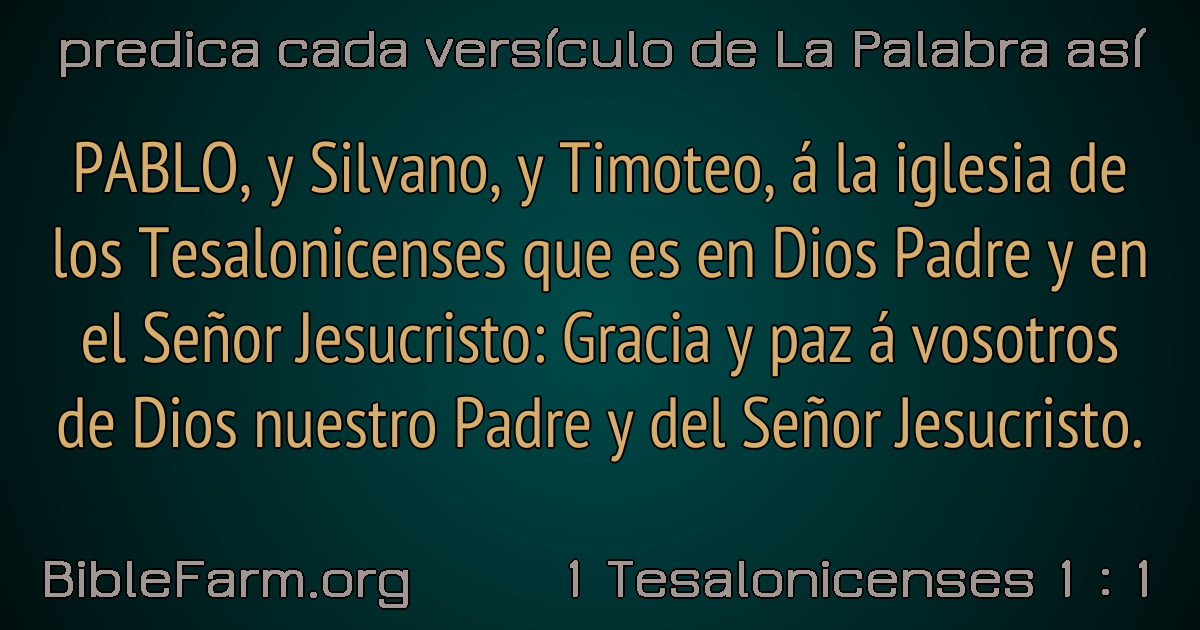 predica cada versículo de La Palabra así
PABLO, y Silvano, y Timoteo, á la iglesia de
los Tesalonicenses que es en Dios Padre y en
el Señor Jesucristo: Gracia y paz á vosotros
de Dios nuestro Padre y del Señor Jesucristo.
BibleFarm.org
1 Tesalonicenses 1 : 1